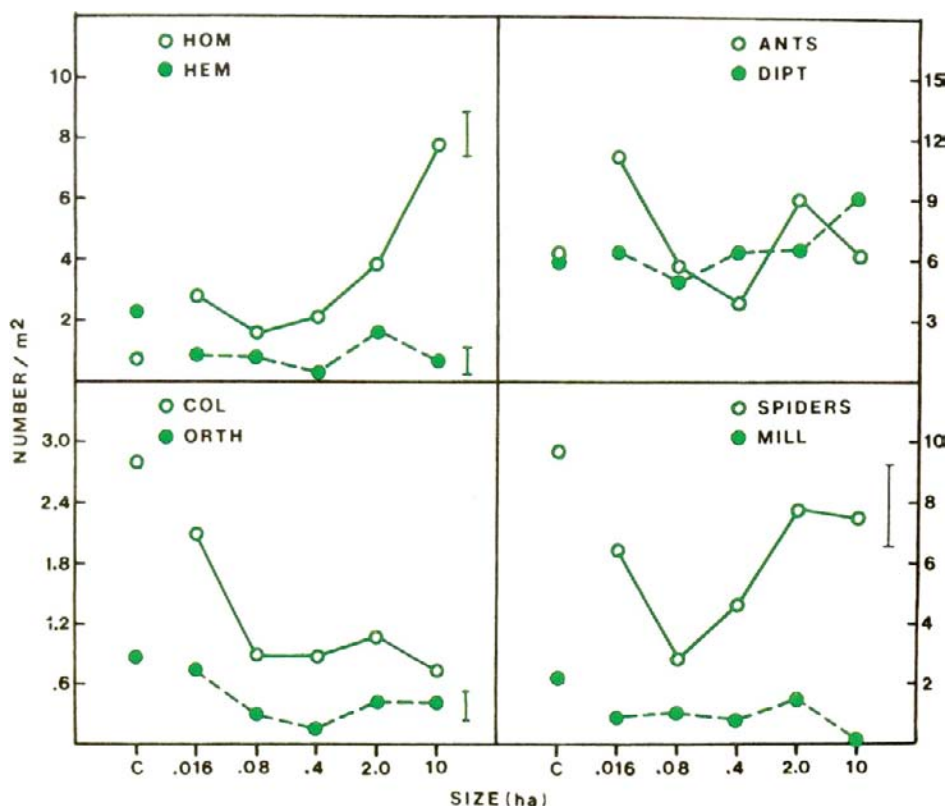 HOM
HEM
10
8
6
4
2
ANTS
DIPT
15
12
9
6
3
NUMBER/m2
COL
ORTH
3.0
2.4
1.8
1.2
.6
SPIDERS
MILL
10
8
6
4
2
C .016 .08 .4 2.0 10
C .016 .08 .4 2.0 10
SIZE(ha)